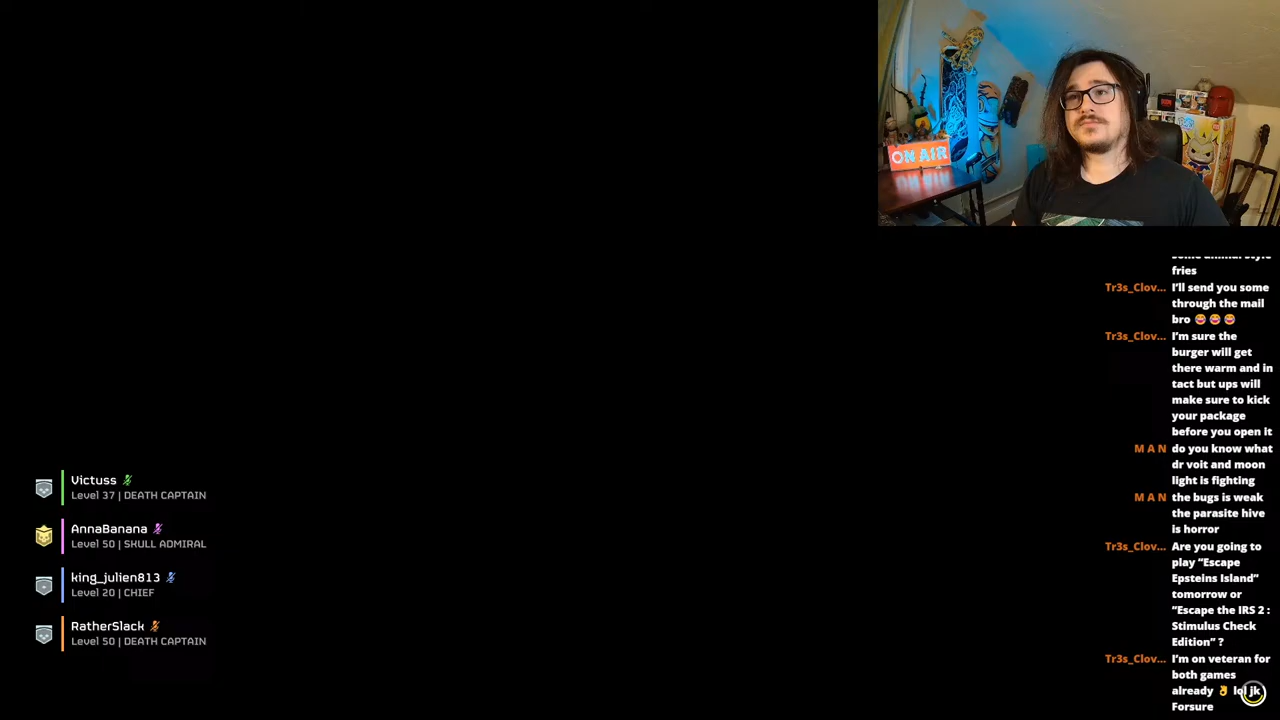 ON AIR
some animal style
fries
Tr3s_Clov... I'll send you some
through the mail
bro 😂 😂 😂
Tr3s_Clov... I'm sure the
burger will get
there warm and in
tact but ups will
make sure to kick
your package
before you open it
M A N do you know what
dr voit and moon
light is fighting
M A N the bugs is weak
the parasite hive
is horror
Tr3s_Clov... Are you going to
play "Escape
Epsteins Island"
tomorrow or
"Escape the IRS 2 :
Stimulus Check
Edition" ?
Tr3s_Clov... I'm on veteran for
both games
already 👌 lol jk
Forsure
Victuss
Level 37 | DEATH CAPTAIN
AnnaBanana
Level 50 | SKULL ADMIRAL
king_julien813
Level 20 | CHIEF
RatherSlack
Level 50 | DEATH CAPTAIN